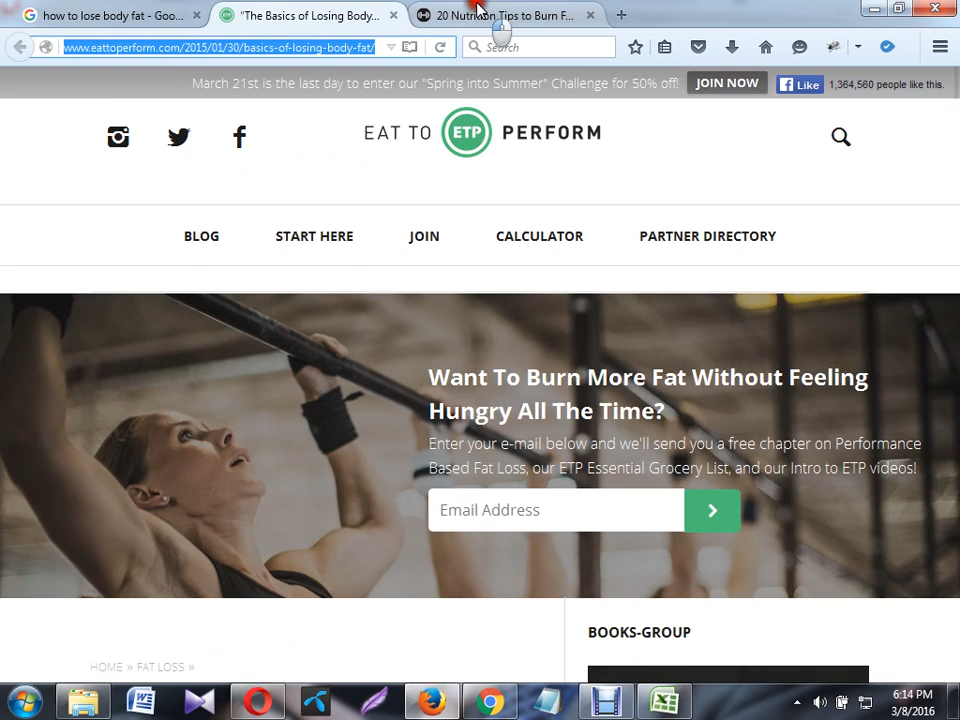 how to lose body fat - Goo...
"The Basics of Losing Body...
20 Nutrition Tips to Burn F...
www.eattoperform.com/2015/01/30/basics-of-losing-body-fat/
Search
March 21st is the last day to enter our "Spring into Summer" Challenge for 50% off!
JOIN NOW
Like
1,364,560 people like this.
EAT TO ETP PERFORM
BLOG
START HERE
JOIN
CALCULATOR
PARTNER DIRECTORY
Want To Burn More Fat Without Feeling
Hungry All The Time?
Enter your e-mail below and we'll send you a free chapter on Performance
Based Fat Loss, our ETP Essential Grocery List, and our Intro to ETP videos!
Email Address
HOME » FAT LOSS »
BOOKS-GROUP
6:14 PM
3/8/2016